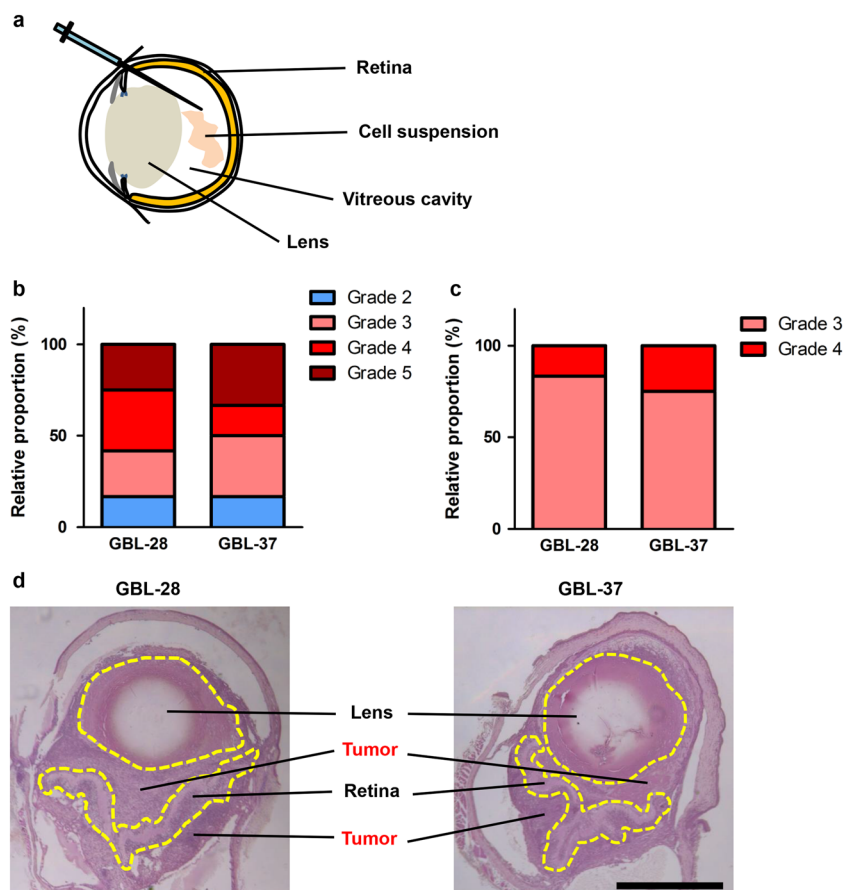 a
Retina
Cell suspension
Vitreous cavity
Lens
b
Relative proportion (%)
100
50
0
GBL-28
GBL-37
Grade 2
Grade 3
Grade 4
Grade 5
c
Relative proportion (%)
100
50
0
GBL-28
GBL-37
Grade 3
Grade 4
d
GBL-28
GBL-37
Lens
Tumor
Retina
Tumor